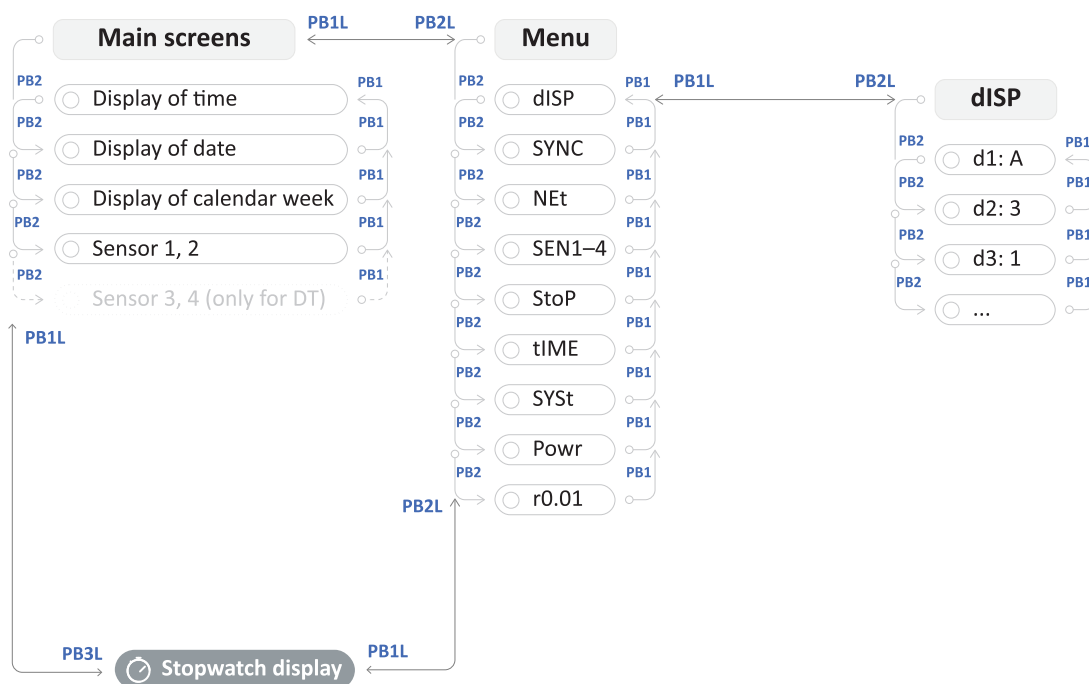 PB1L
PB2L
Main screens
Menu
PB2
PB1
PB2
PB1
PB1L
PB2L
dISP
Display of time
dISP
PB2
PB1
PB2
PB1
PB2
PB1
Display of date
SYNC
d1: A
PB2
PB1
PB2
PB1
PB2
PB1
Display of calendar week
NEt
d2: 3
PB2
PB1
PB2
PB1
PB2
PB1
Sensor 1, 2
SEN1–4
d3: 1
PB2
PB1
PB2
PB1
PB2
PB1
Sensor 3, 4 (only for DT)
StoP
...
PB1L
PB2
PB1
tIME
PB2
PB1
SYSt
PB2
PB1
Powr
PB2
PB1
r0.01
PB2L
PB3L
PB1L
Stopwatch display